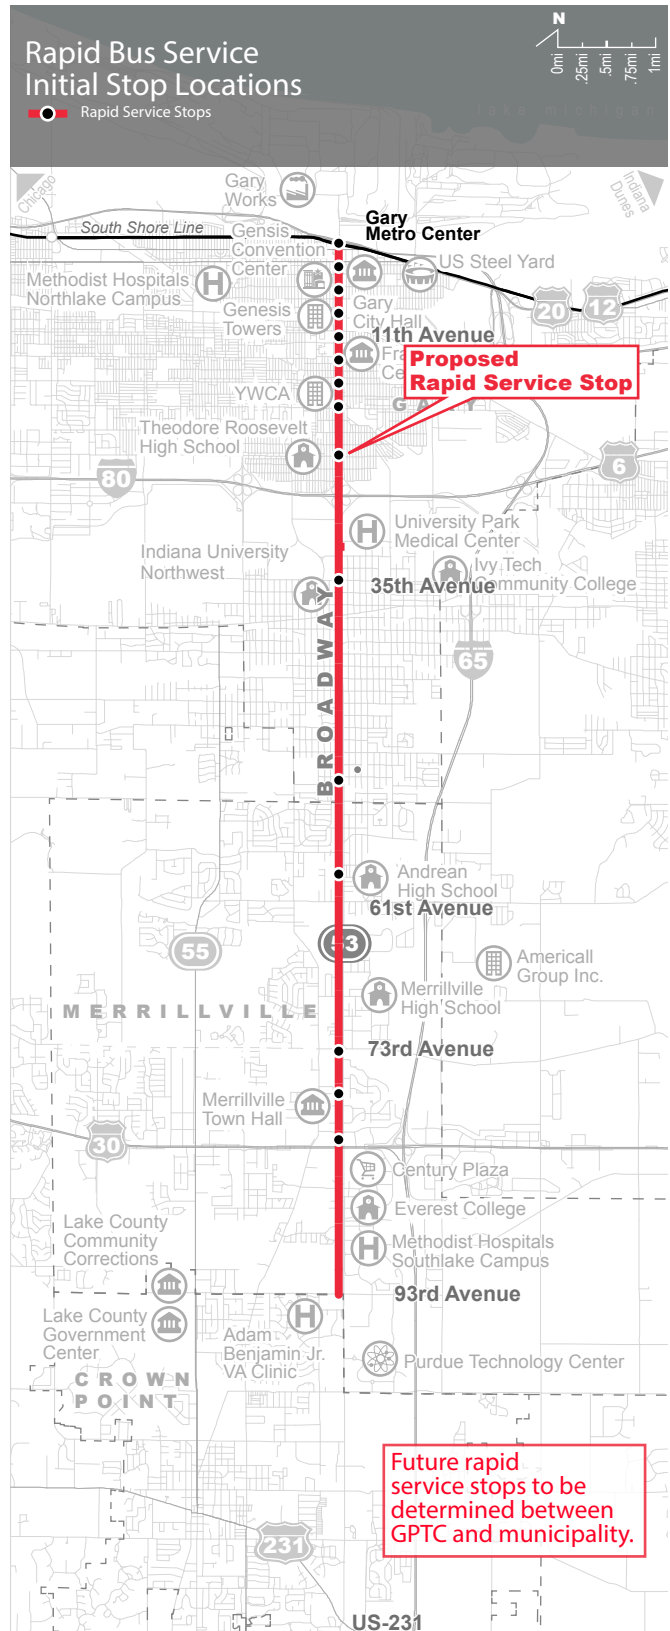 Rapid Bus Service
Initial Stop Locations
Rapid Service Stops
N
0mi
.25mi
.5mi
.75mi
1mi
lake michigan
Chicago
Indiana
Dunes
Gary
Works
South Shore Line
Gary
Metro Center
Gensis
Convention
Center
US Steel Yard
Methodist Hospitals
Northlake Campus
Genesis
Towers
Gary
City Hall
20
12
11th Avenue
Proposed
Rapid Service Stop
YWCA
Theodore Roosevelt
High School
80
6
University Park
Medical Center
Indiana University
Northwest
Ivy Tech
Community College
35th Avenue
BROADWAY
65
Andrean
High School
61st Avenue
55
53
Americall
Group Inc.
Merrillville
High School
MERRILLVILLE
73rd Avenue
Merrillville
Town Hall
30
Century Plaza
Everest College
Lake County
Community
Corrections
Methodist Hospitals
Southlake Campus
93rd Avenue
Lake County
Government
Center
Adam
Benjamin Jr.
VA Clinic
Purdue Technology Center
CROWN
POINT
Future rapid
service stops to be
determined between
GPTC and municipality.
231
US-231